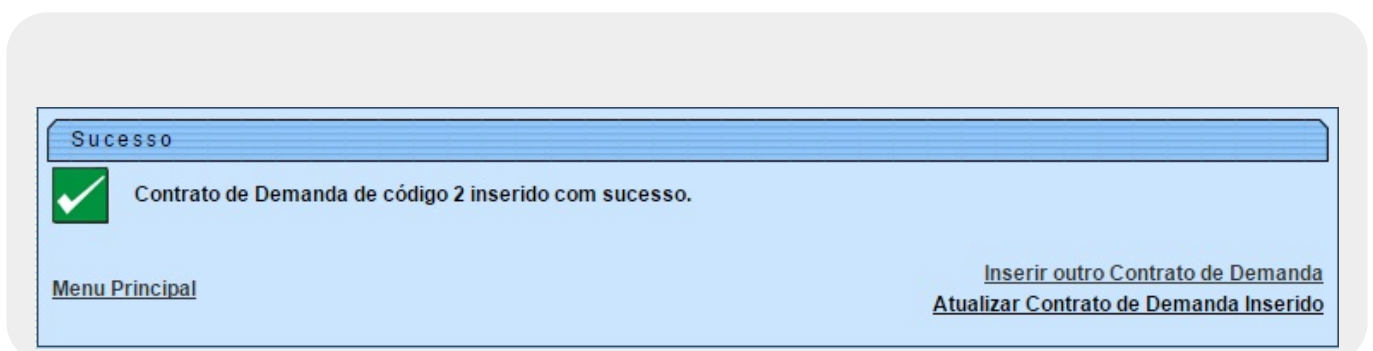 Sucesso
Contrato de Demanda de código 2 inserido com sucesso.
Menu Principal
Inserir outro Contrato de Demanda
Atualizar Contrato de Demanda Inserido